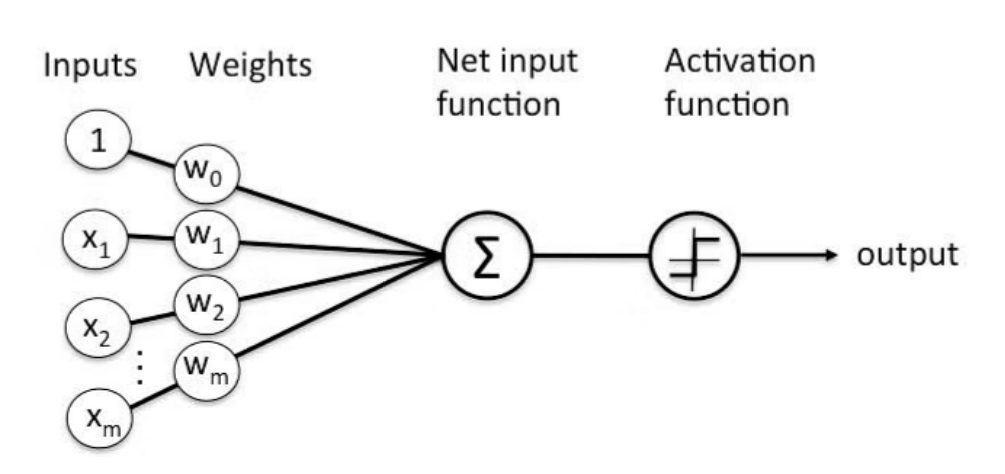 Inputs
Weights
Net input
function
Activation
function
1
w0
x1
w1
x2
w2
⋮
xm
wm
Σ
output